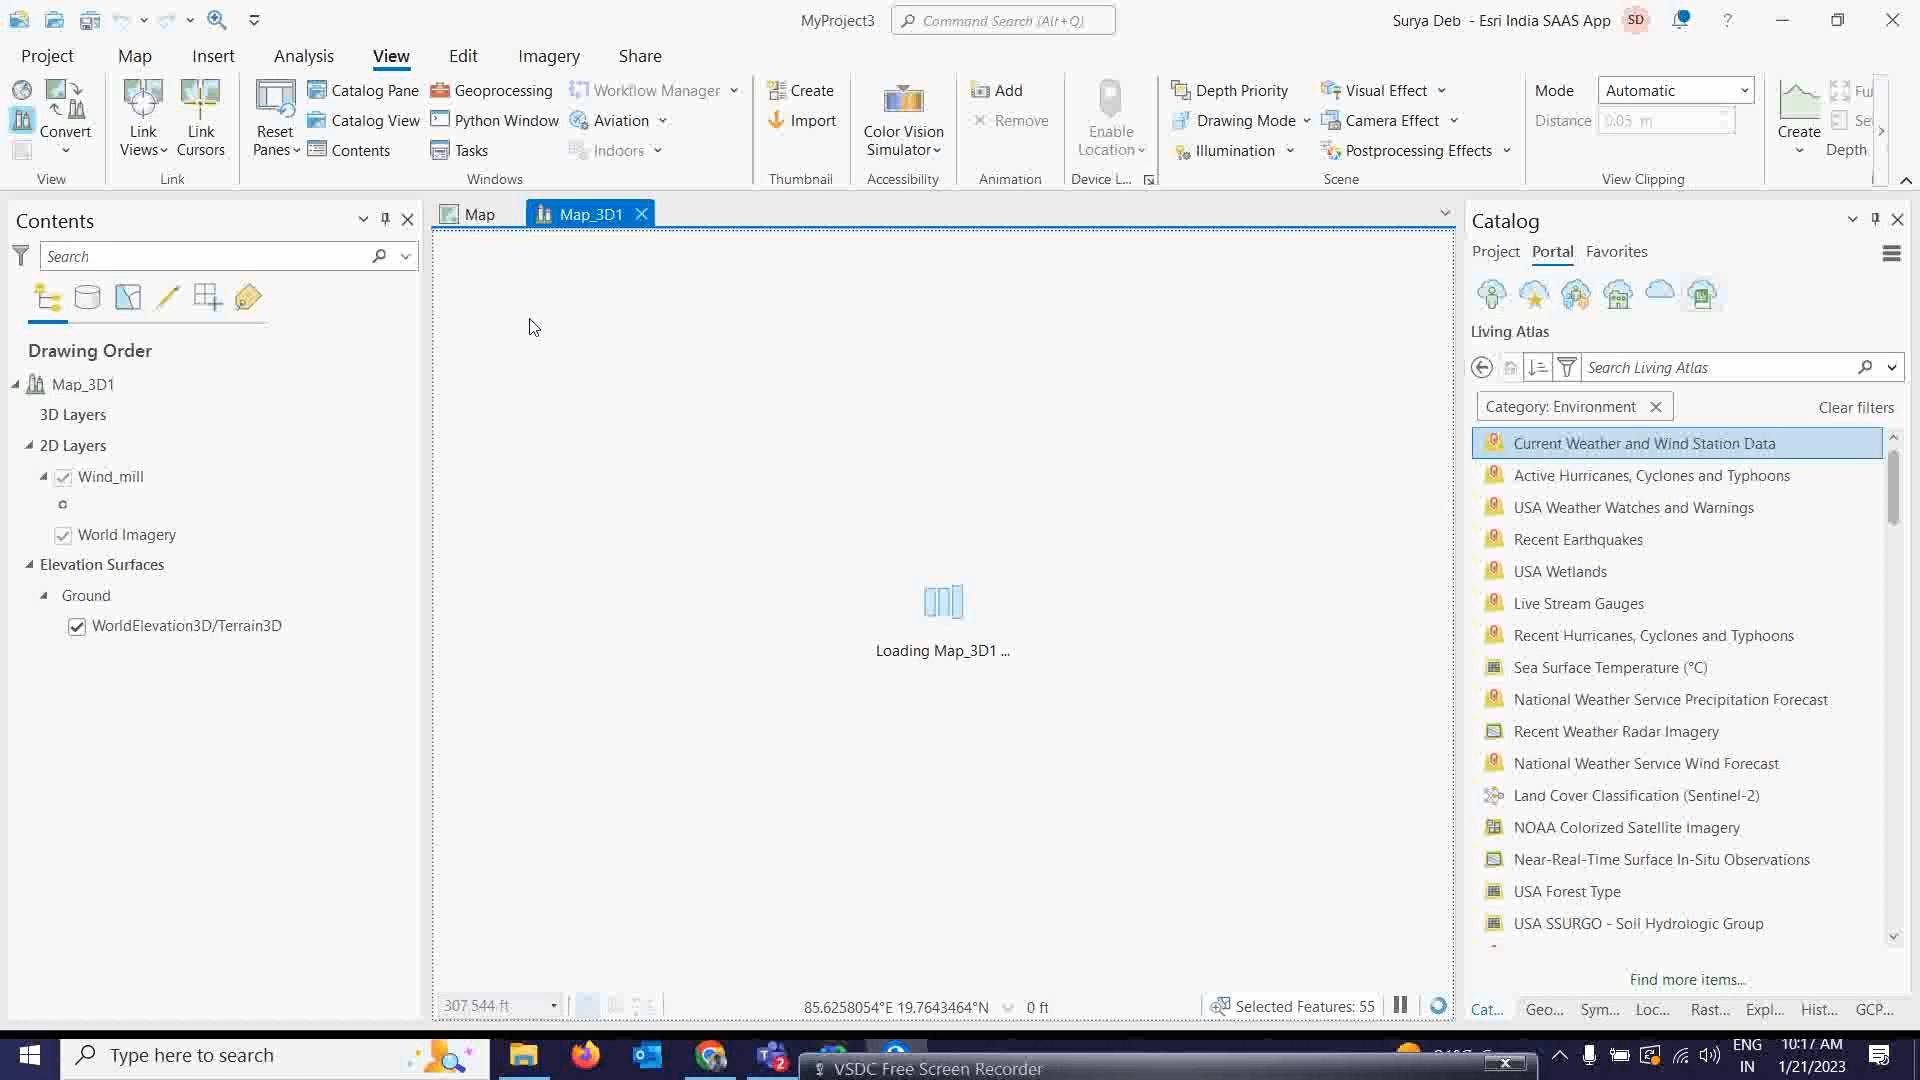 MyProject3
Command Search (Alt+Q)
Surya Deb - Esri India SAAS App
SD
?
Project
Map
Insert
Analysis
View
Edit
Imagery
Share
Convert
View
Link Views
Link Cursors
Link
Reset Panes
Catalog Pane
Catalog View
Contents
Geoprocessing
Python Window
Tasks
Workflow Manager
Aviation
Indoors
Windows
Create
Import
Thumbnail
Color Vision
Simulator
Accessibility
Add
Remove
Animation
Enable
Location
Device L...
Depth Priority
Drawing Mode
Illumination
Visual Effect
Camera Effect
Postprocessing Effects
Scene
Mode
Automatic
Distance
0.05 m
View Clipping
Create
Fu
Se
Depth
Contents
Search
Drawing Order
Map_3D1
3D Layers
2D Layers
Wind_mill
World Imagery
Elevation Surfaces
Ground
WorldElevation3D/Terrain3D
Map
Map_3D1
Loading Map_3D1 ...
307,544 ft
85.6258054°E 19.7643464°N
0 ft
Selected Features: 55
Catalog
Project
Portal
Favorites
Living Atlas
Search Living Atlas
Category: Environment
Clear filters
Current Weather and Wind Station Data
Active Hurricanes, Cyclones and Typhoons
USA Weather Watches and Warnings
Recent Earthquakes
USA Wetlands
Live Stream Gauges
Recent Hurricanes, Cyclones and Typhoons
Sea Surface Temperature (°C)
National Weather Service Precipitation Forecast
Recent Weather Radar Imagery
National Weather Service Wind Forecast
Land Cover Classification (Sentinel-2)
NOAA Colorized Satellite Imagery
Near-Real-Time Surface In-Situ Observations
USA Forest Type
USA SSURGO - Soil Hydrologic Group
Find more items...
Cat...
Geo...
Sym...
Loc...
Rast...
Expl...
Hist...
GCP...
Type here to search
2
VSDC Free Screen Recorder
ENG
IN
10:17 AM
1/21/2023